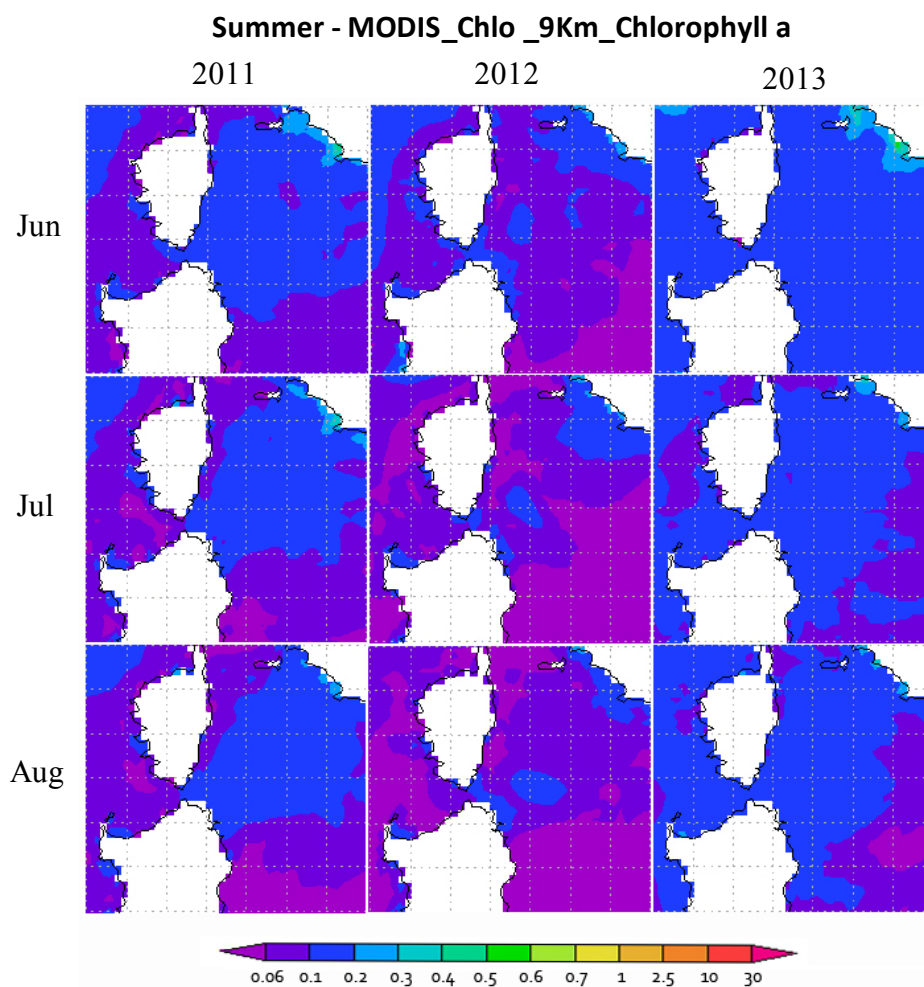 Summer - MODIS_Chlo _9Km_Chlorophyll a
2011 2012 2013
Jun
Jul
Aug
0.06 0.1 0.2 0.3 0.4 0.5 0.6 0.7 1 2.5 10 30